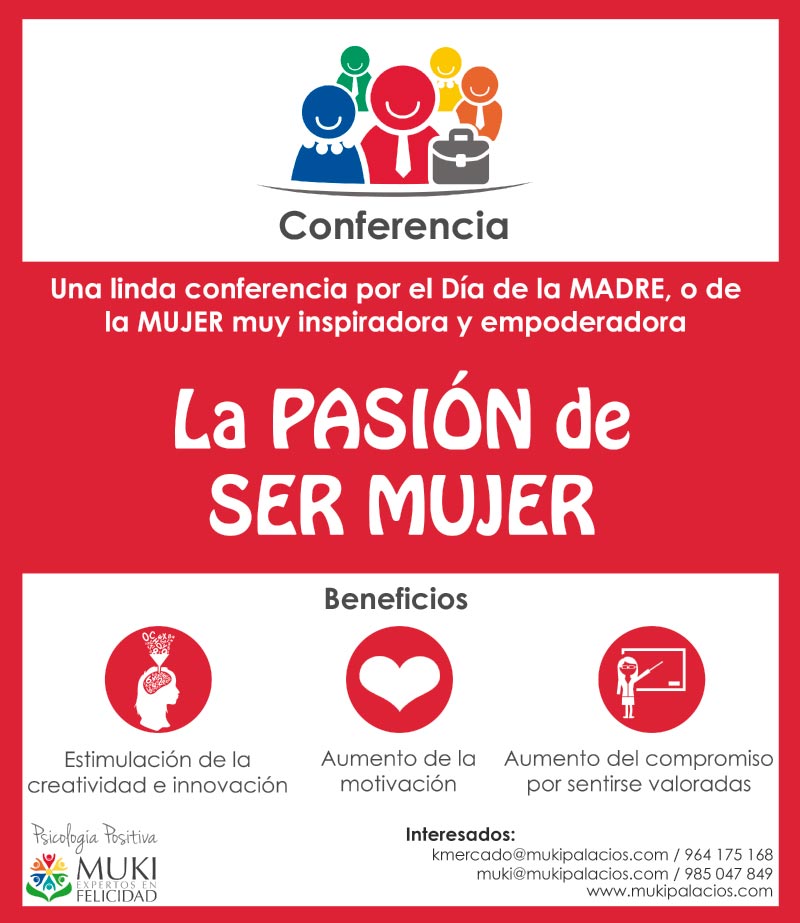 Conferencia
Una linda conferencia por el Día de la MADRE, o de
la MUJER muy inspiradora y empoderadora
La PASIÓN de
SER MUJER
Beneficios
Estimulación de la
creatividad e innovación
Aumento de la
motivación
Aumento del compromiso
por sentirse valoradas
Psicología Positiva
MUKI
EXPERTOS EN
FELICIDAD
Interesados:
kmercado@mukipalacios.com / 964 175 168
muki@mukipalacios.com / 985 047 849
www.mukipalacios.com